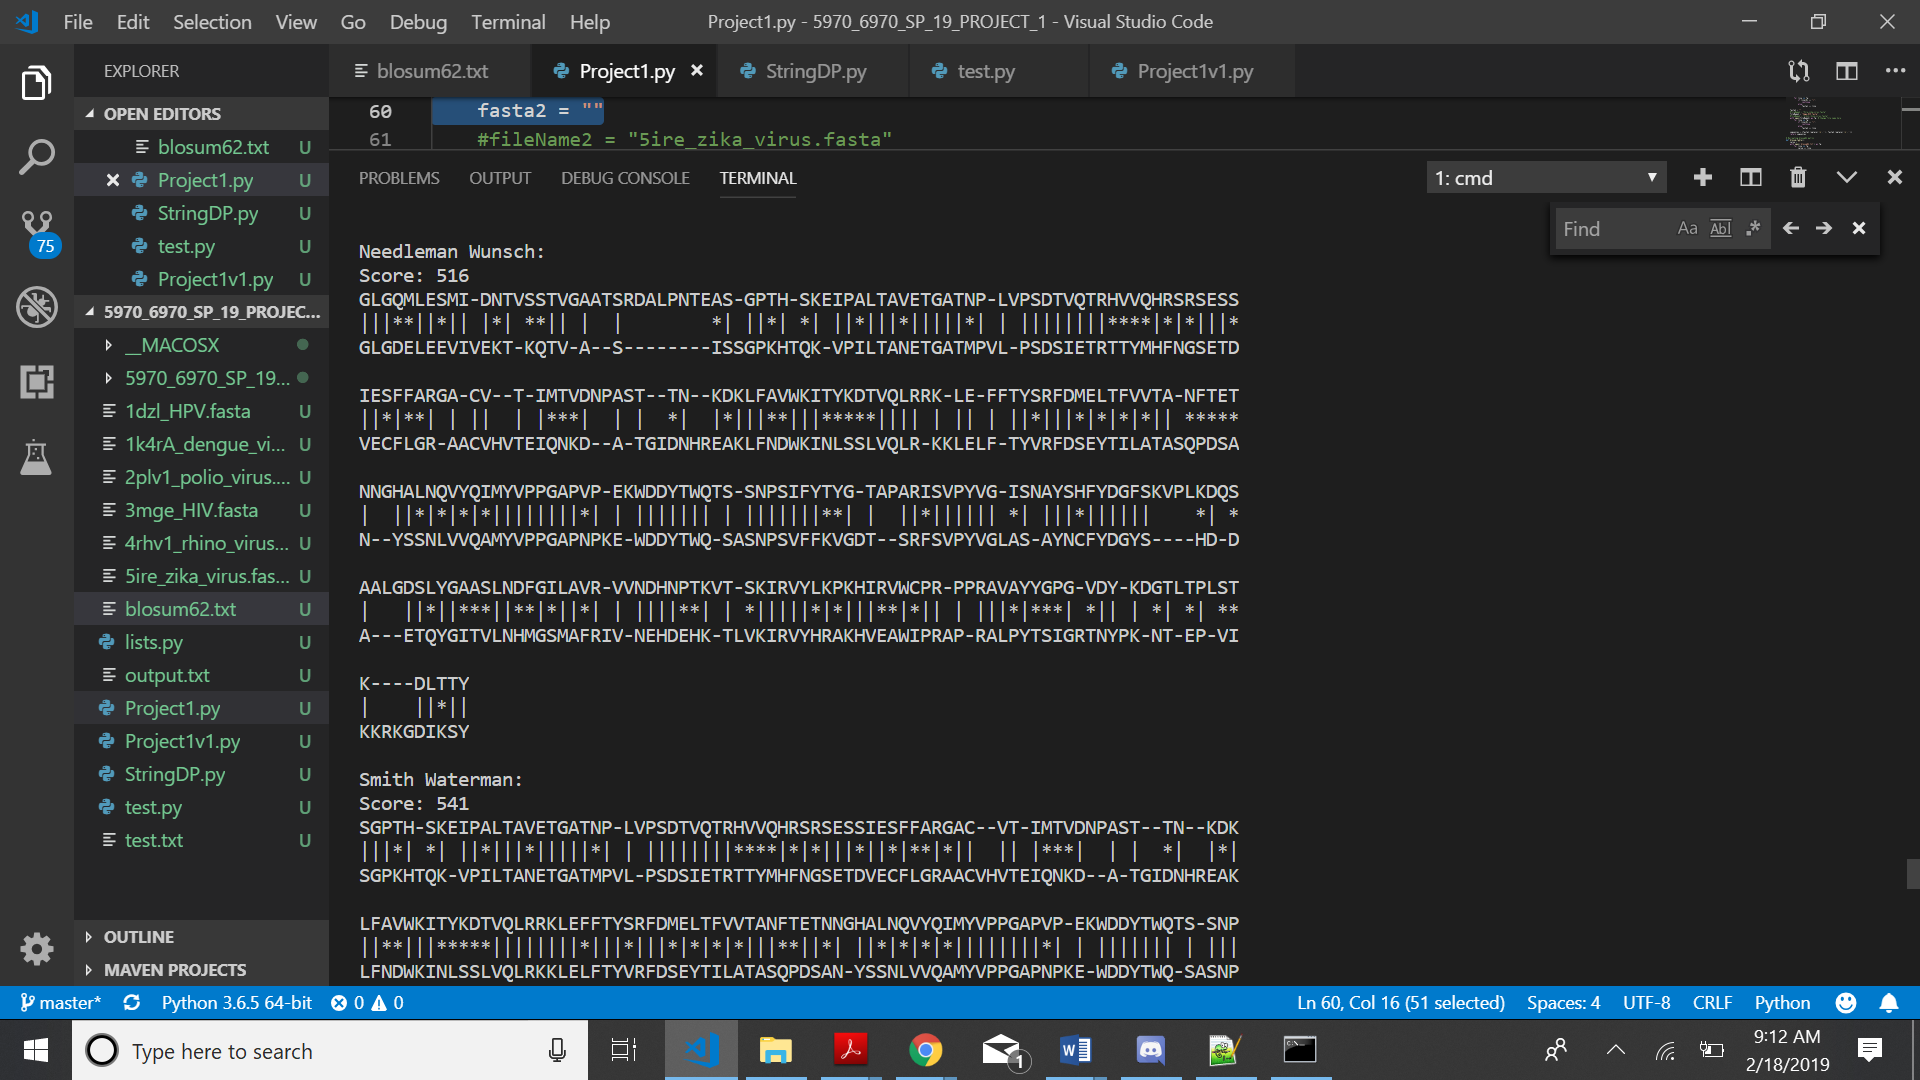 File Edit Selection View Go Debug Terminal Help
Project1.py - 5970_6970_SP_19_PROJECT_1 - Visual Studio Code
EXPLORER
OPEN EDITORS
blosum62.txt U
Project1.py U
StringDP.py U
test.py U
Project1v1.py U
75
5970_6970_SP_19_PROJEC...
__MACOSX
5970_6970_SP_19...
1dzl_HPV.fasta U
1k4rA_dengue_vi... U
2plv1_polio_virus.... U
3mge_HIV.fasta U
4rhv1_rhino_virus... U
5ire_zika_virus.fas... U
blosum62.txt U
lists.py U
output.txt U
Project1.py U
Project1v1.py U
StringDP.py U
test.py U
test.txt U
OUTLINE
MAVEN PROJECTS
blosum62.txt Project1.py StringDP.py test.py Project1v1.py
60 fasta2 = ""
61 #fileName2 = "5ire_zika_virus.fasta"
PROBLEMS OUTPUT DEBUG CONSOLE TERMINAL
1: cmd
Find Aa Abl .*
Needleman Wunsch:
Score: 516
GLGQMLESMI-DNTVSSTVGAATSRDALPNTEAS-GPTH-SKEIPALTAVETGATNP-LVPSDTVQTRHVVQHRSRSESS
|||**||*|| |*| **|| |  |        *| ||*| *| ||*|||*|||||*| | ||||||||****|*|*|||*
GLGDELEEVIVEKT-KQTV-A--S--------ISSGPKHTQK-VPILTANETGATMPVL-PSDSIETRTTYMHFNGSETD
IESFFARGA-CV--T-IMTVDNPAST--TN--KDKLFAVWKITYKDTVQLRRK-LE-FFTYSRFDMELTFVVTA-NFTET
||*|**| | ||  | |***|  | |  *|  |*|||**|||*****|||| | || | ||*|||*|*|*|*|| *****
VECFLGR-AACVHVTEIQNKD--A-TGIDNHREAKLFNDWKINLSSLVQLR-KKLELF-TYVRFDSEYTILATASQPDSA
NNGHALNQVYQIMYVPPGAPVP-EKWDDYTWQTS-SNPSIFYTYG-TAPARISVPYVG-ISNAYSHFYDGFSKVPLKDQS
|  ||*|*|*|*||||||||*| | ||||||| | |||||||**| |  ||*|||||| *| |||*||||||    *| *
N--YSSNLVVQAMYVPPGAPNPKE-WDDYTWQ-SASNPSVFFKVGDT--SRFSVPYVGLAS-AYNCFYDGYS----HD-D
AALGDSLYGAASLNDFGILAVR-VVNDHNPTKVT-SKIRVYLKPKHIRVWCPR-PPRAVAYYGPG-VDY-KDGTLTPLST
|   ||*||***||**|*||*| | ||||**| | *|||||*|*|||**|*|| | |||*|***| *|| | *| *| **
A---ETQYGITVLNHMGSMAFRIV-NEHDEHK-TLVKIRVYHRAKHVEAWIPRAP-RALPYTSIGRTNYPK-NT-EP-VI
K----DLTTY
|    ||*||
KKRKGDIKSY
Smith Waterman:
Score: 541
SGPTH-SKEIPALTAVETGATNP-LVPSDTVQTRHVVQHRSRSESSIESFFARGAC--VT-IMTVDNPAST--TN--KDK
|||*| *| ||*|||*|||||*| | ||||||||****|*|*|||*||*|**|*||  || |***|  | |  *|  |*|
SGPKHTQK-VPILTANETGATMPVL-PSDSIETRTTYMHFNGSETDVECFLGRAACVHVTEIQNKD--A-TGIDNHREAK
LFAVWKITYKDTVQLRRKLEFFTYSRFDMELTFVVTANFTETNNGHALNQVYQIMYVPPGAPVP-EKWDDYTWQTS-SNP
||**|||*****||||||||*|||*|||*|*|*|*|||**||*| ||*|*|*|*||||||||*| | ||||||| | |||
LFNDWKINLSSLVQLRKKLELFTYVRFDSEYTILATASQPDSAN-YSSNLVVQAMYVPPGAPNPKE-WDDYTWQ-SASNP
master* Python 3.6.5 64-bit 0 0
Ln 60, Col 16 (51 selected) Spaces: 4 UTF-8 CRLF Python
Type here to search
1
9:12 AM
2/18/2019